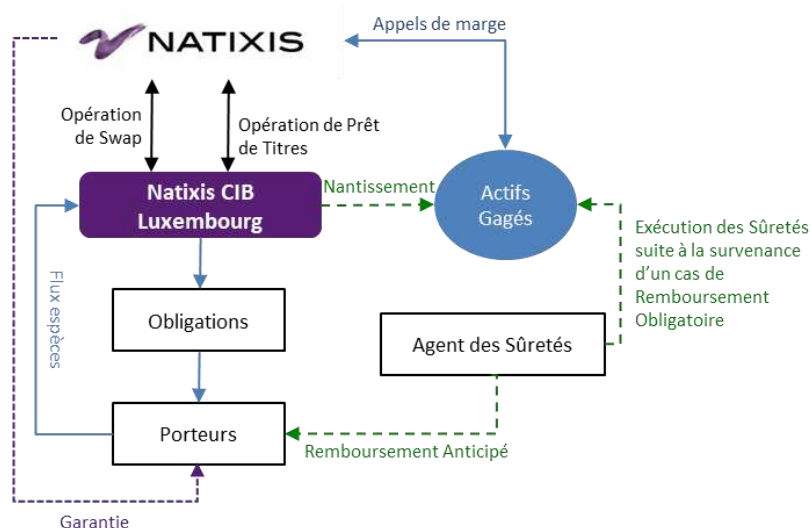 NATIXIS
Appels de marge
Opération
de Swap
Opération de Prêt
de Titres
Natixis CIB
Luxembourg
Nantissement
Actifs
Gagés
Exécution des Sûretés
suite à la survenance
d'un cas de
Remboursement
Obligatoire
Flux espèces
Obligations
Agent des Sûretés
Porteurs
Remboursement Anticipé
Garantie